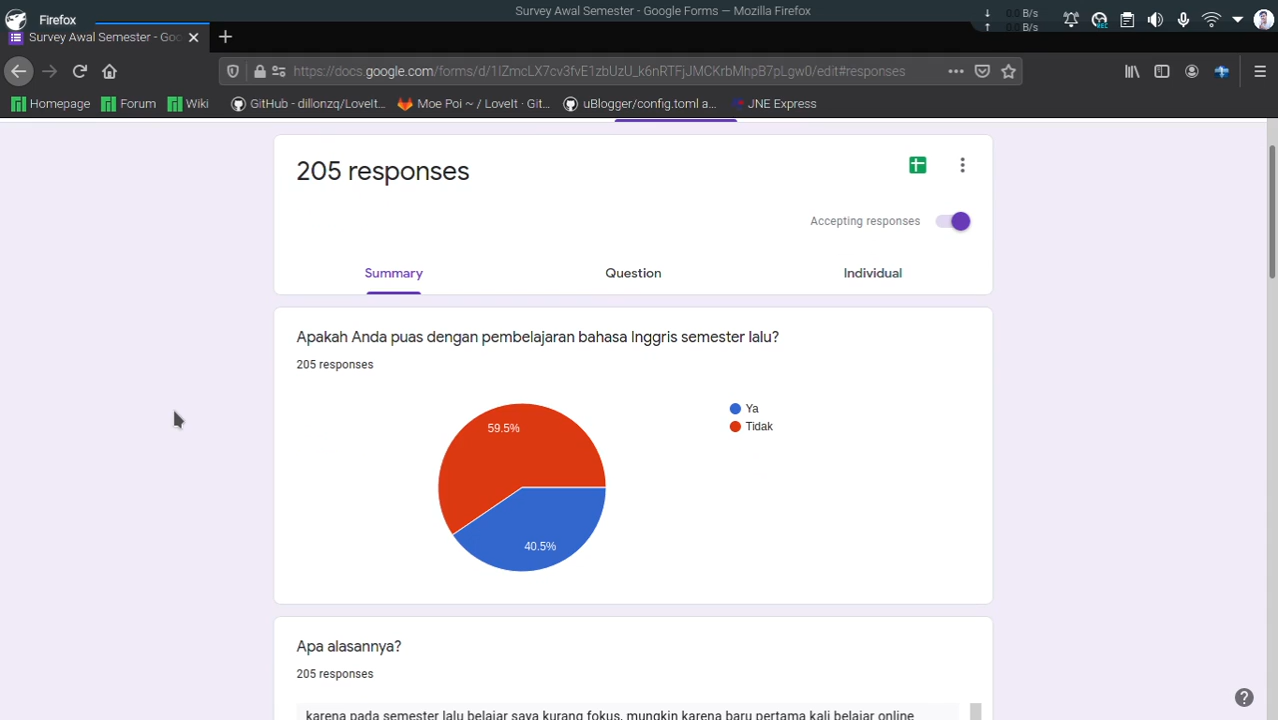 Firefox
Survey Awal Semester - Google Forms — Mozilla Firefox
↓ 0.0 B/s
↑ 0.0 B/s
Survey Awal Semester - Goo
https://docs.google.com/forms/d/1IZmcLX7cv3fvE1zbUzU_k6nRTFjJMCKrbMhpB7pLgw0/edit#responses
Homepage Forum Wiki GitHub - dillonzq/LoveIt... Moe Poi ~ / LoveIt · Git... uBlogger/config.toml a... JNE Express
205 responses
Accepting responses
Summary Question Individual
Apakah Anda puas dengan pembelajaran bahasa Inggris semester lalu?
205 responses
Ya
Tidak
59.5%
40.5%
Apa alasannya?
205 responses
karena pada semester lalu belajar saya kurang fokus, mungkin karena baru pertama kali belajar online